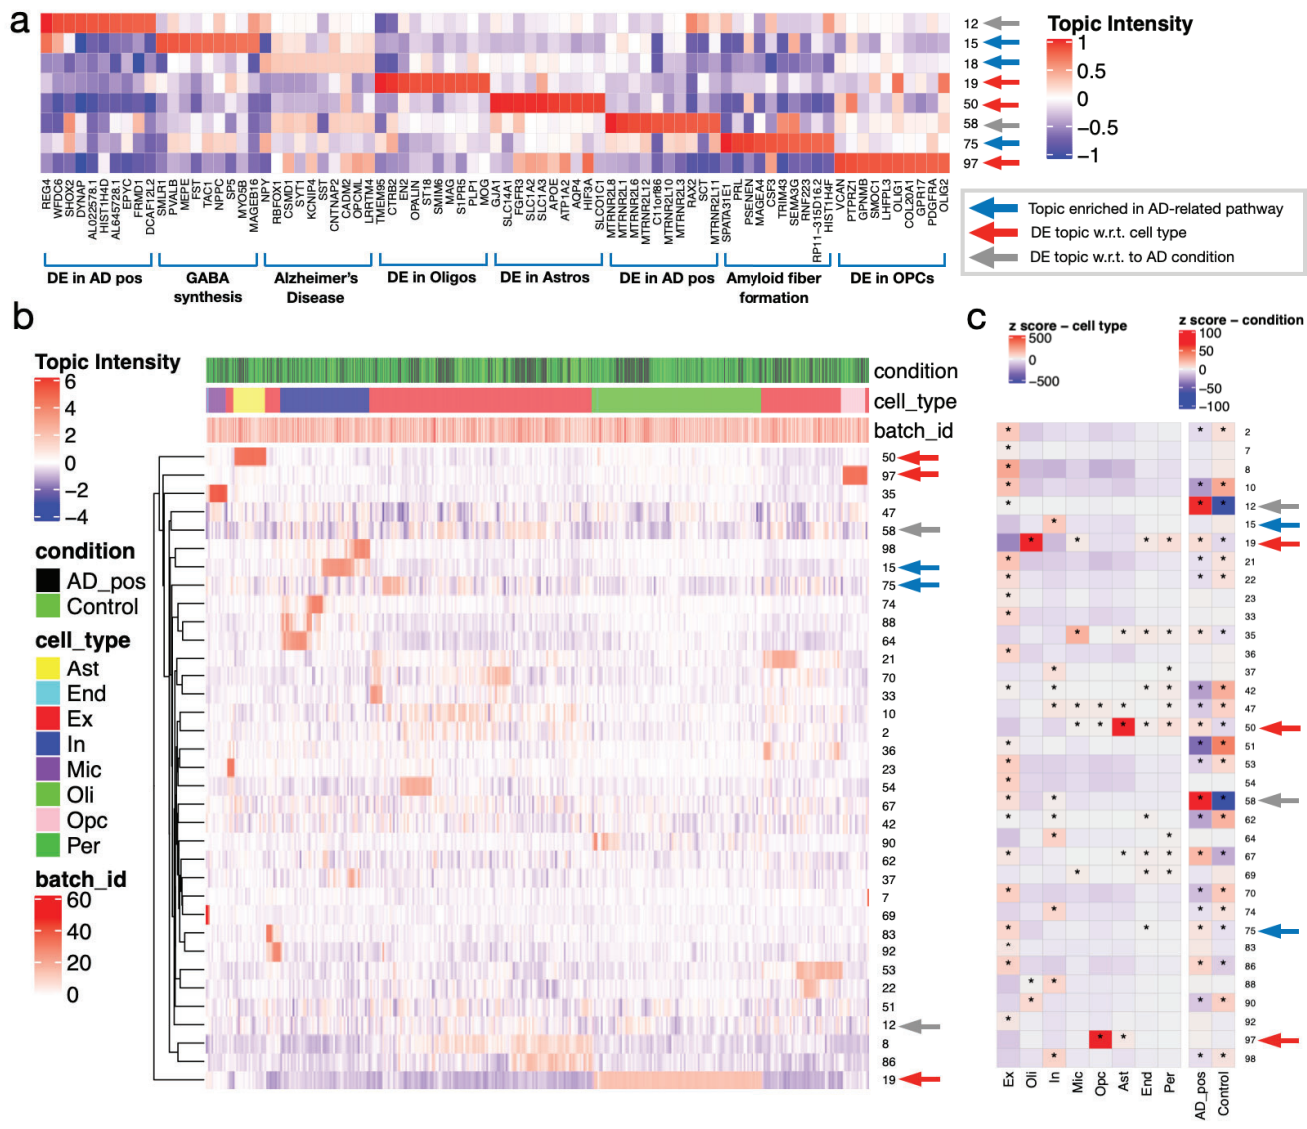 a
12
15
18
19
50
58
75
97
Topic Intensity
1
0.5
0
−0.5
−1
REG4
WFDC6
SHOX2
DYNAP
AL022578.1
HIST1H4D
AL645728.1
EPYC
FRMD1
DCAF12L2
SMLR1
PVALB
MEPE
FST
TAC1
NPPC
SP5
MYO5B
MAGEB16
NPY
RBFOX1
CSMD1
SYT1
KCNIP4
SST
CNTNAP2
CADM2
OPCML
LRRTM4
TMEM95
CTRB2
EN2
OPALIN
ST18
SMIM6
MAG
S1PR5
PLP1
MOG
GJA1
SLC14A1
FGFR3
SLC1A2
SLC1A3
APOE
ATP1A2
AQP4
HIF3A
SLCO1C1
MTRNR2L8
MTRNR2L1
MTRNR2L6
MTRNR2L12
C11orf86
MTRNR2L10
MTRNR2L3
RAX2
SCT
MTRNR2L11
SPATA31E1
PRL
PSENEN
MAGEA4
CSF3
TRIM43
SEMA3G
RNF223
RP11−315D16.2
HIST1H4F
VCAN
PTPRZ1
GPNMB
SMOC1
LHFPL3
OLIG1
COL20A1
GPR17
PDGFRA
OLIG2
DE in AD pos
GABA
synthesis
Alzheimer's
Disease
DE in Oligos
DE in Astros
DE in AD pos
Amyloid fiber
formation
DE in OPCs
Topic enriched in AD-related pathway
DE topic w.r.t. cell type
DE topic w.r.t to AD condition
b
Topic Intensity
6
4
2
0
−2
−4
condition
AD_pos
Control
cell_type
Ast
End
Ex
In
Mic
Oli
Opc
Per
batch_id
60
40
20
0
condition
cell_type
batch_id
50
97
35
47
58
98
15
75
74
88
64
21
70
33
10
2
36
23
54
67
42
90
62
37
7
69
83
92
53
22
51
12
8
86
19
c
z score − cell type
500
0
−500
z score − condition
100
50
0
−50
−100
2
7
8
10
12
15
19
21
22
23
33
35
36
37
42
47
50
51
53
54
58
62
64
67
69
70
74
75
83
86
88
90
92
97
98
Ex
Oli
In
Mic
Opc
Ast
End
Per
AD_pos
Control